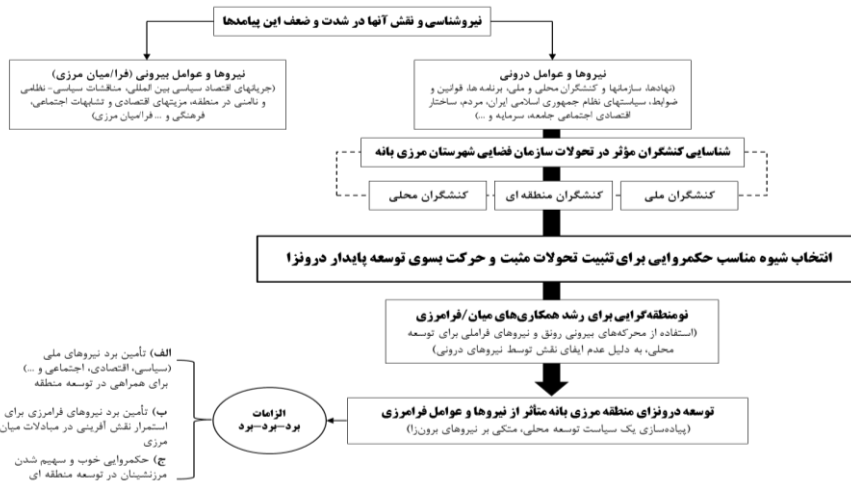 نیروشناسی و نقش آنها در شدت و ضعف این پیامدها
نیروها و عوامل درونی
(نهادها، سازمانها و کنشگران محلی و ملی، برنامه ها، قوانین و
ضوابط، سیاستهای نظام جمهوری اسلامی ایران، مردم، ساختار
اقتصادی اجتماعی جامعه، سرمایه و ...)
نیروها و عوامل بیرونی (فرا/میان مرزی)
(جریانهای اقتصاد سیاسی بین المللی، مناقشات سیاسی- نظامی
و ناامنی در منطقه، مزیتهای اقتصادی و تشابهات اجتماعی،
فرهنگی و ... فرا/میان مرزی)
شناسایی کنشگران مؤثر در تحولات سازمان فضایی شهرستان مرزی بانه
کنشگران ملی
کنشگران منطقه ای
کنشگران محلی
انتخاب شیوه مناسب حکمروایی برای تثبیت تحولات مثبت و حرکت بسوی توسعه پایدار درونزا
نومنطقه‌گرایی برای رشد همکاری‌های میان/فرامرزی
(استفاده از محرکه‌های بیرونی رونق و نیروهای فراملی برای توسعه
محلی، به دلیل عدم ایفای نقش توسط نیروهای درونی)
توسعه درونزای منطقه مرزی بانه متأثر از نیروها و عوامل فرامرزی
(پیاده‌سازی یک سیاست توسعه محلی، متکی بر نیروهای برون‌زا)
الزامات
برد-برد-برد
الف) تأمین برد نیروهای ملی
(سیاسی، اقتصادی، اجتماعی و ...)
برای همراهی در توسعه منطقه
ب) تأمین برد نیروهای فرامرزی برای
استمرار نقش آفرینی در مبادلات میان
مرزی
ج) حکمروایی خوب و سهیم شدن
مرزنشینان در توسعه منطقه ای